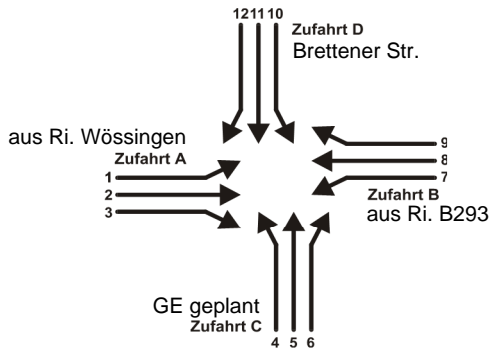 12 11 10
Zufahrt D
Brettener Str.
aus Ri. Wössingen
Zufahrt A
1
2
3
9
8
7
Zufahrt B
aus Ri. B293
GE geplant
Zufahrt C
4 5 6